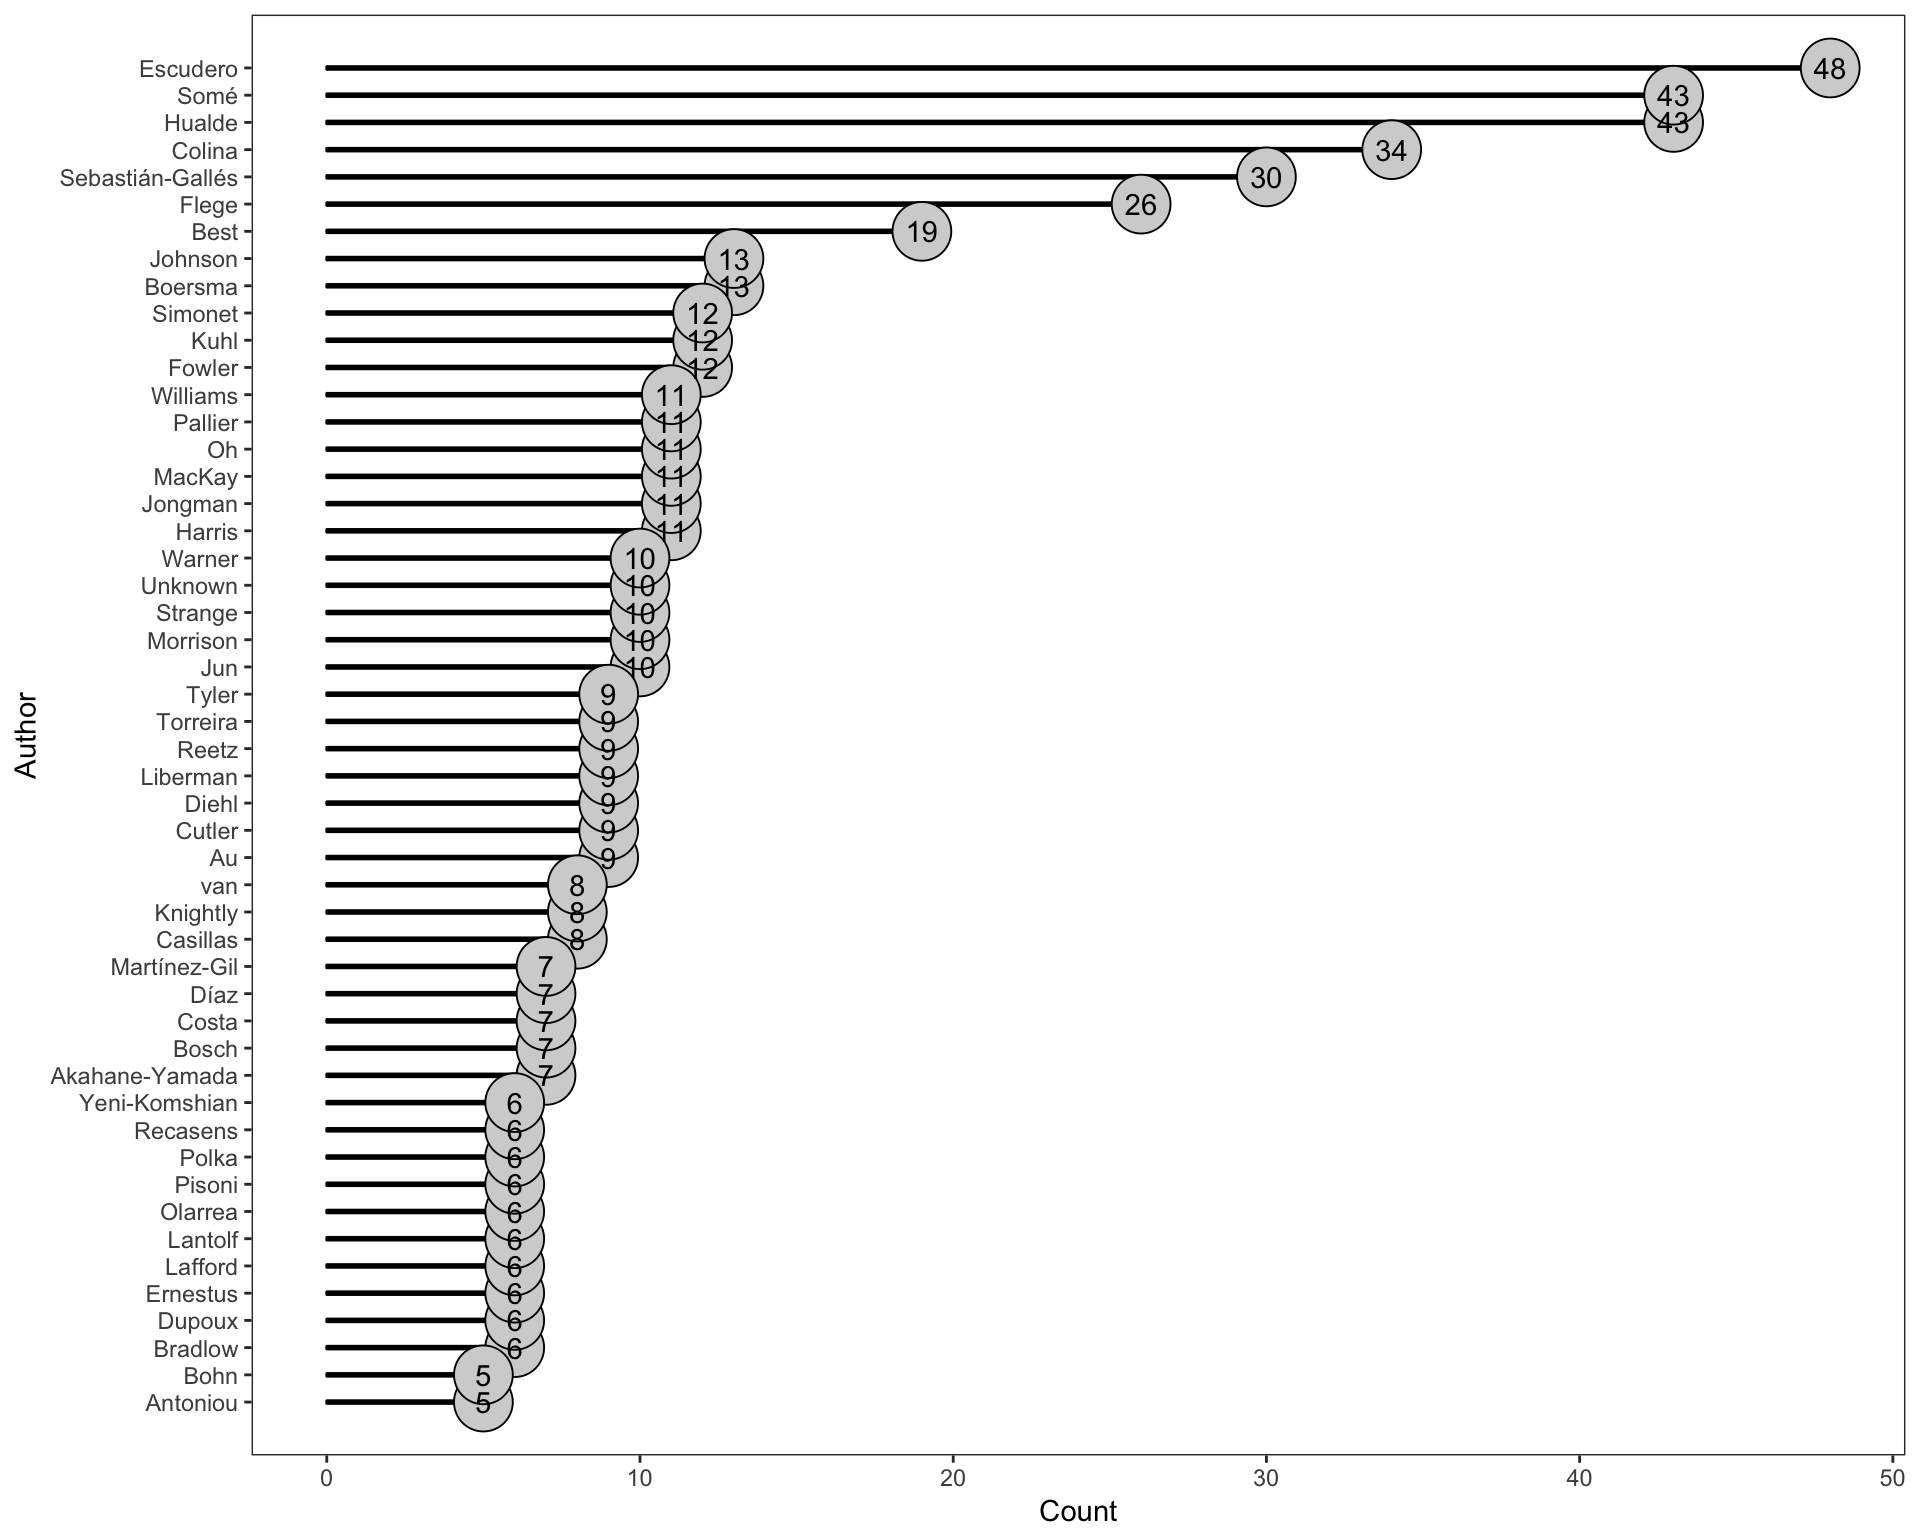 Escudero 48
Somé 43
Hualde 43
Colina 34
Sebastián-Gallés 30
Flege 26
Best 19
Johnson 13
Boersma 13
Simonet 12
Kuhl 12
Fowler 12
Williams 11
Pallier 11
Oh 11
MacKay 11
Jongman 11
Harris 11
Warner 10
Unknown 10
Strange 10
Morrison 10
Jun 10
Tyler 9
Torreira 9
Reetz 9
Liberman 9
Diehl 9
Cutler 9
Au 9
van 8
Knightly 8
Casillas 8
Martínez-Gil 7
Díaz 7
Costa 7
Bosch 7
Akahane-Yamada 7
Yeni-Komshian 6
Recasens 6
Polka 6
Pisoni 6
Olarrea 6
Lantolf 6
Lafford 6
Ernestus 6
Dupoux 6
Bradlow 6
Bohn 5
Antoniou 5
Author
0 10 20 30 40 50
Count